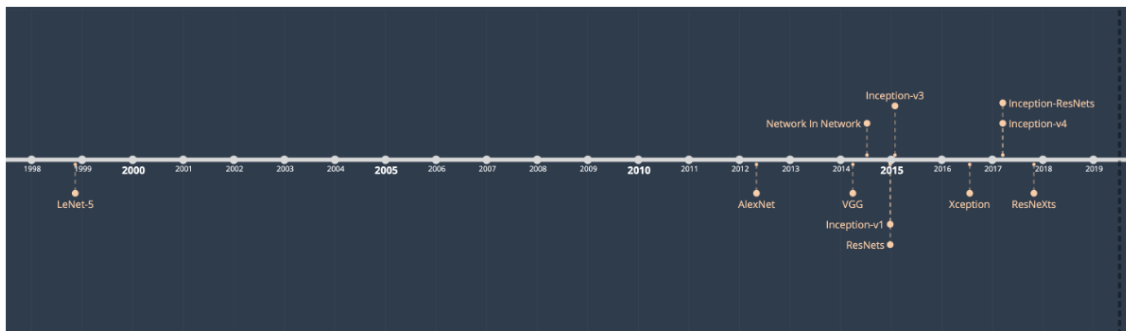 Inception-v3
Inception-ResNets
Network In Network
Inception-v4
1998 1999 2000 2001 2002 2003 2004 2005 2006 2007 2008 2009 2010 2011 2012 2013 2014 2015 2016 2017 2018 2019
LeNet-5 AlexNet VGG Xception ResNeXts
Inception-v1
ResNets